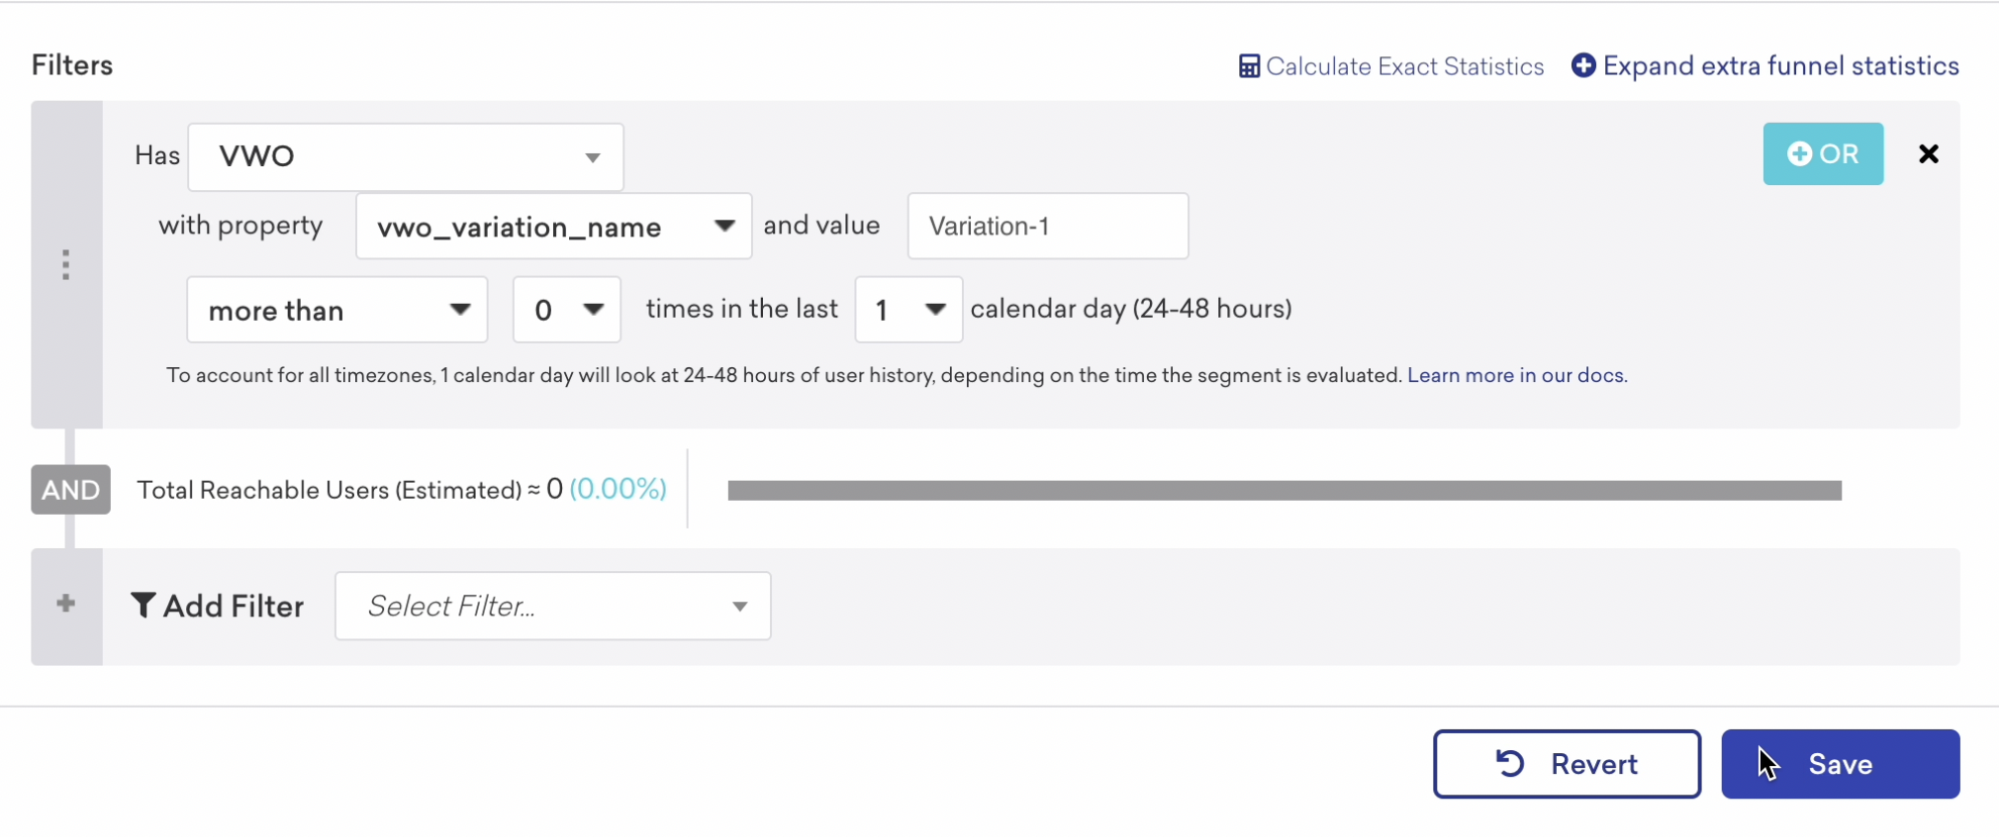 Filters
Calculate Exact Statistics
Expand extra funnel statistics
Has VWO
OR
with property vwo_variation_name and value Variation-1
more than 0 times in the last 1 calendar day (24-48 hours)
To account for all timezones, 1 calendar day will look at 24-48 hours of user history, depending on the time the segment is evaluated. Learn more in our docs.
AND Total Reachable Users (Estimated) ≈ 0 (0.00%)
Add Filter Select Filter...
Revert
Save